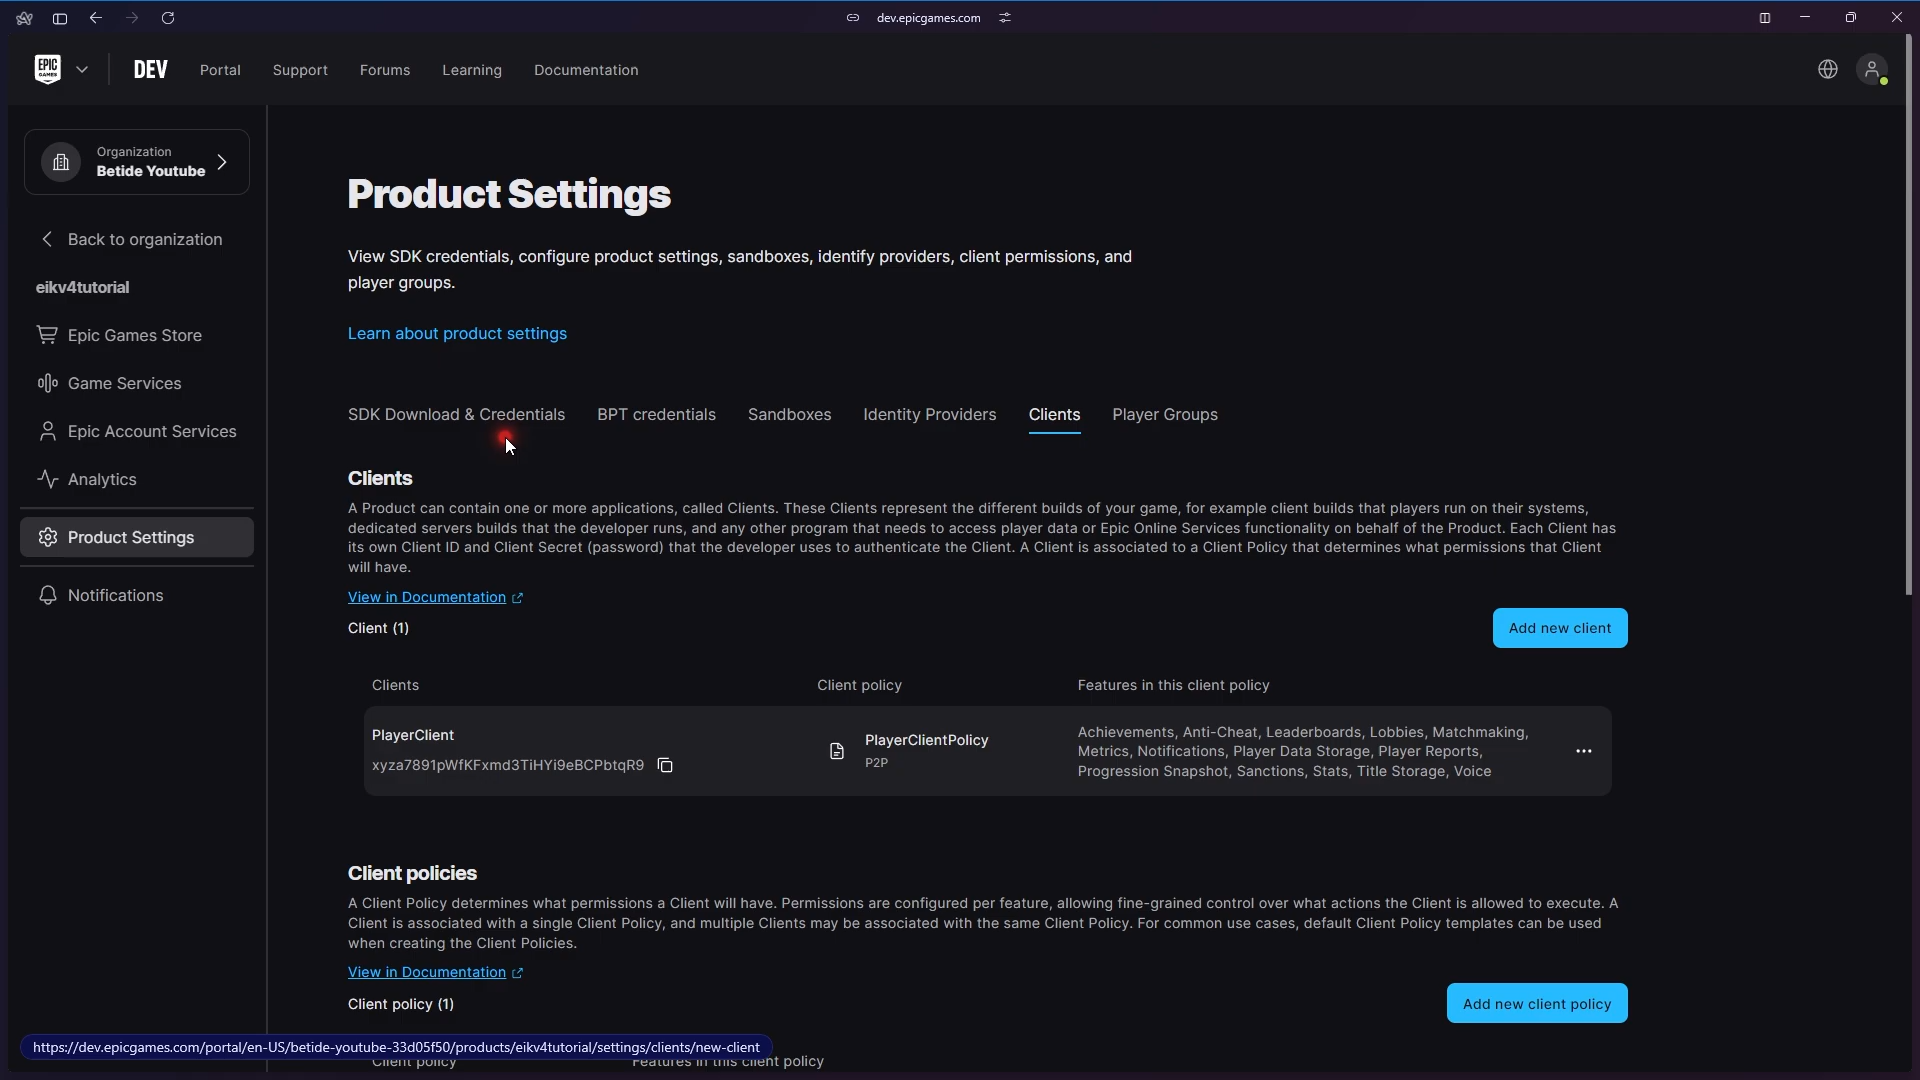 dev.epicgames.com
EPIC
GAMES
DEV
Portal
Support
Forums
Learning
Documentation
Organization
Betide Youtube
Back to organization
eikv4tutorial
Epic Games Store
Game Services
Epic Account Services
Analytics
Product Settings
Notifications
Product Settings
View SDK credentials, configure product settings, sandboxes, identify providers, client permissions, and
player groups.
Learn about product settings
SDK Download & Credentials
BPT credentials
Sandboxes
Identity Providers
Clients
Player Groups
Clients
A Product can contain one or more applications, called Clients. These Clients represent the different builds of your game, for example client builds that players run on their systems,
dedicated servers builds that the developer runs, and any other program that needs to access player data or Epic Online Services functionality on behalf of the Product. Each Client has
its own Client ID and Client Secret (password) that the developer uses to authenticate the Client. A Client is associated to a Client Policy that determines what permissions that Client
will have.
View in Documentation
Client (1)
Add new client
Clients
Client policy
Features in this client policy
PlayerClient
xyza7891pWfKFxmd3TiHYi9eBCPbtqR9
PlayerClientPolicy
P2P
Achievements, Anti-Cheat, Leaderboards, Lobbies, Matchmaking,
Metrics, Notifications, Player Data Storage, Player Reports,
Progression Snapshot, Sanctions, Stats, Title Storage, Voice
Client policies
A Client Policy determines what permissions a Client will have. Permissions are configured per feature, allowing fine-grained control over what actions the Client is allowed to execute. A
Client is associated with a single Client Policy, and multiple Clients may be associated with the same Client Policy. For common use cases, default Client Policy templates can be used
when creating the Client Policies.
View in Documentation
Client policy (1)
Add new client policy
https://dev.epicgames.com/portal/en-US/betide-youtube-33d05f50/products/eikv4tutorial/settings/clients/new-client
Client policy
Features in this client policy